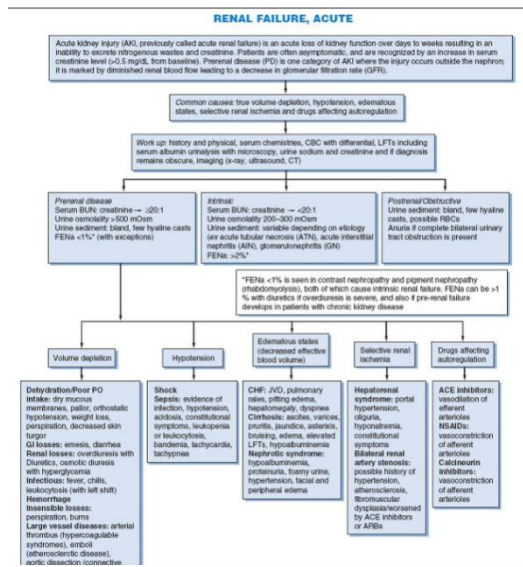 RENAL FAILURE, ACUTE
Acute kidney injury (AKI, previously called acute renal failure) is an acute loss of kidney function over days to weeks resulting in an
inability to excrete nitrogenous wastes and creatinine. Patients are often asymptomatic, and are recognized by an increase in serum
creatinine level (>0.5 mg/dL from baseline). Prerenal disease (PD) is one category of AKI where the injury occurs outside the nephron;
it is marked by diminished renal blood flow leading to a decrease in glomerular filtration rate (GFR).
Common causes: true volume depletion, hypotension, edematous
states, selective renal ischemia and drugs affecting autoregulation
Work up: history and physical, serum chemistries, CBC with differential, LFTs including
serum albumin urinalysis with microscopy, urine sodium and creatinine and if diagnosis
remains obscure, imaging (x-ray, ultrasound, CT)
Prerenal disease
Serum BUN: creatinine → ≥20:1
Urine osmolality >500 mOsm
Urine sediment: bland, few hyaline
casts
FENa <1%* (with exceptions)
Intrinsic
Serum BUN: creatinine → <20:1
Urine osmolality 200–300 mOsm
Urine sediment: variable depending on etiology
(ex acute tubular necrosis (ATN), acute interstitial
nephritis (AIN), glomerulonephritis (GN)
FENa: >2%*
Postrenal/Obstructive
Urine sediment: bland, few hyaline
casts, possible RBCs
Anuria if complete bilateral urinary
tract obstruction is present
*FENa <1% is seen in contrast nephropathy and pigment nephropathy
(rhabdomyolysis), both of which cause intrinsic renal failure. FENa can be >1
% with diuretics if overdiuresis is severe, and also if pre-renal failure
develops in patients with chronic kidney disease
Volume depletion
Hypotension
Edematous states
(decreased effective
blood volume)
Selective renal
ischemia
Drugs affecting
autoregulation
Dehydration/Poor PO
intake: dry mucous
membranes, pallor, orthostatic
hypotension, weight loss,
perspiration, decreased skin
turgor
GI losses: emesis, diarrhea
Renal losses: overdiuresis with
Diuretics, osmotic diuresis
with hyperglycemia
Infectious: fever, chills,
leukocytosis (with left shift)
Hemorrhage
Insensible losses:
perspiration, burns
Large vessel diseases: arterial
thrombus (hypercoagulable
syndromes), emboli
(atherosclerotic disease),
aortic dissection (connective
Shock
Sepsis: evidence of
infection, hypotension,
acidosis, constitutional
symptoms, leukopenia
or leukocytosis,
bandemia, tachycardia,
tachypnea
CHF: JVD, pulmonary
rales, pitting edema,
hepatomegaly, dyspnea
Cirrhosis: ascities, varices,
pruritis, jaundice, asterixis,
bruising, edema, elevated
LFTs, hypoalbuminemia
Nephrotic syndrome:
hypoalbuminemia,
proteinuria, foamy urine,
hypertension, facial and
peripheral edema
Hepatorenal
syndrome: portal
hypertension,
oliguria,
hyponatremia,
constitutional
symptoms
Bilateral renal
artery stenosis:
possible history of
hypertension,
atherosclerosis,
fibromuscular
dysplasia/worsened
by ACE inhibitors
or ARBs
ACE inhibitors:
vasodilation of
efferent
arterioles
NSAIDs:
vasoconstriction
of afferent
arterioles
Calcineurin
inhibitors:
vasoconstriction
of afferent
arterioles